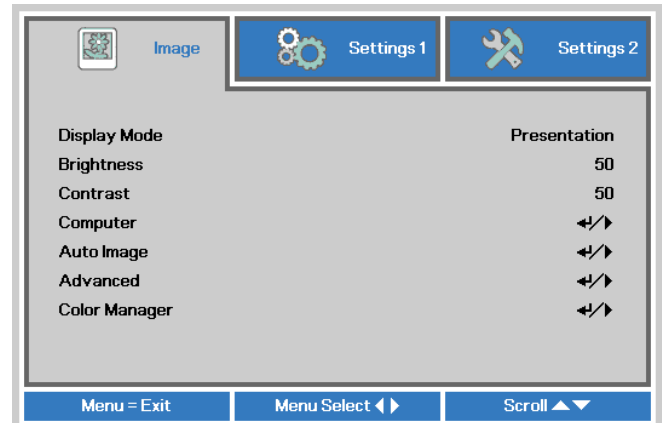 Image Settings 1 Settings 2
Display Mode Presentation
Brightness 50
Contrast 50
Computer
Auto Image
Advanced
Color Manager
Menu = Exit Menu Select Scroll